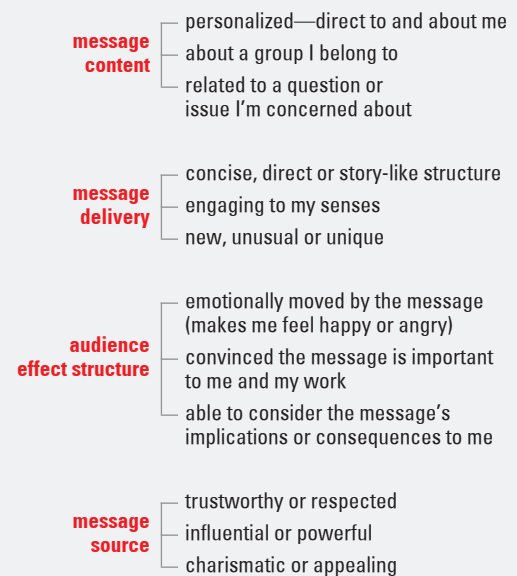 message
content
personalized—direct to and about me
about a group I belong to
related to a question or
issue I'm concerned about
message
delivery
concise, direct or story-like structure
engaging to my senses
new, unusual or unique
audience
effect structure
emotionally moved by the message
(makes me feel happy or angry)
convinced the message is important
to me and my work
able to consider the message's
implications or consequences to me
message
source
trustworthy or respected
influential or powerful
charismatic or appealing